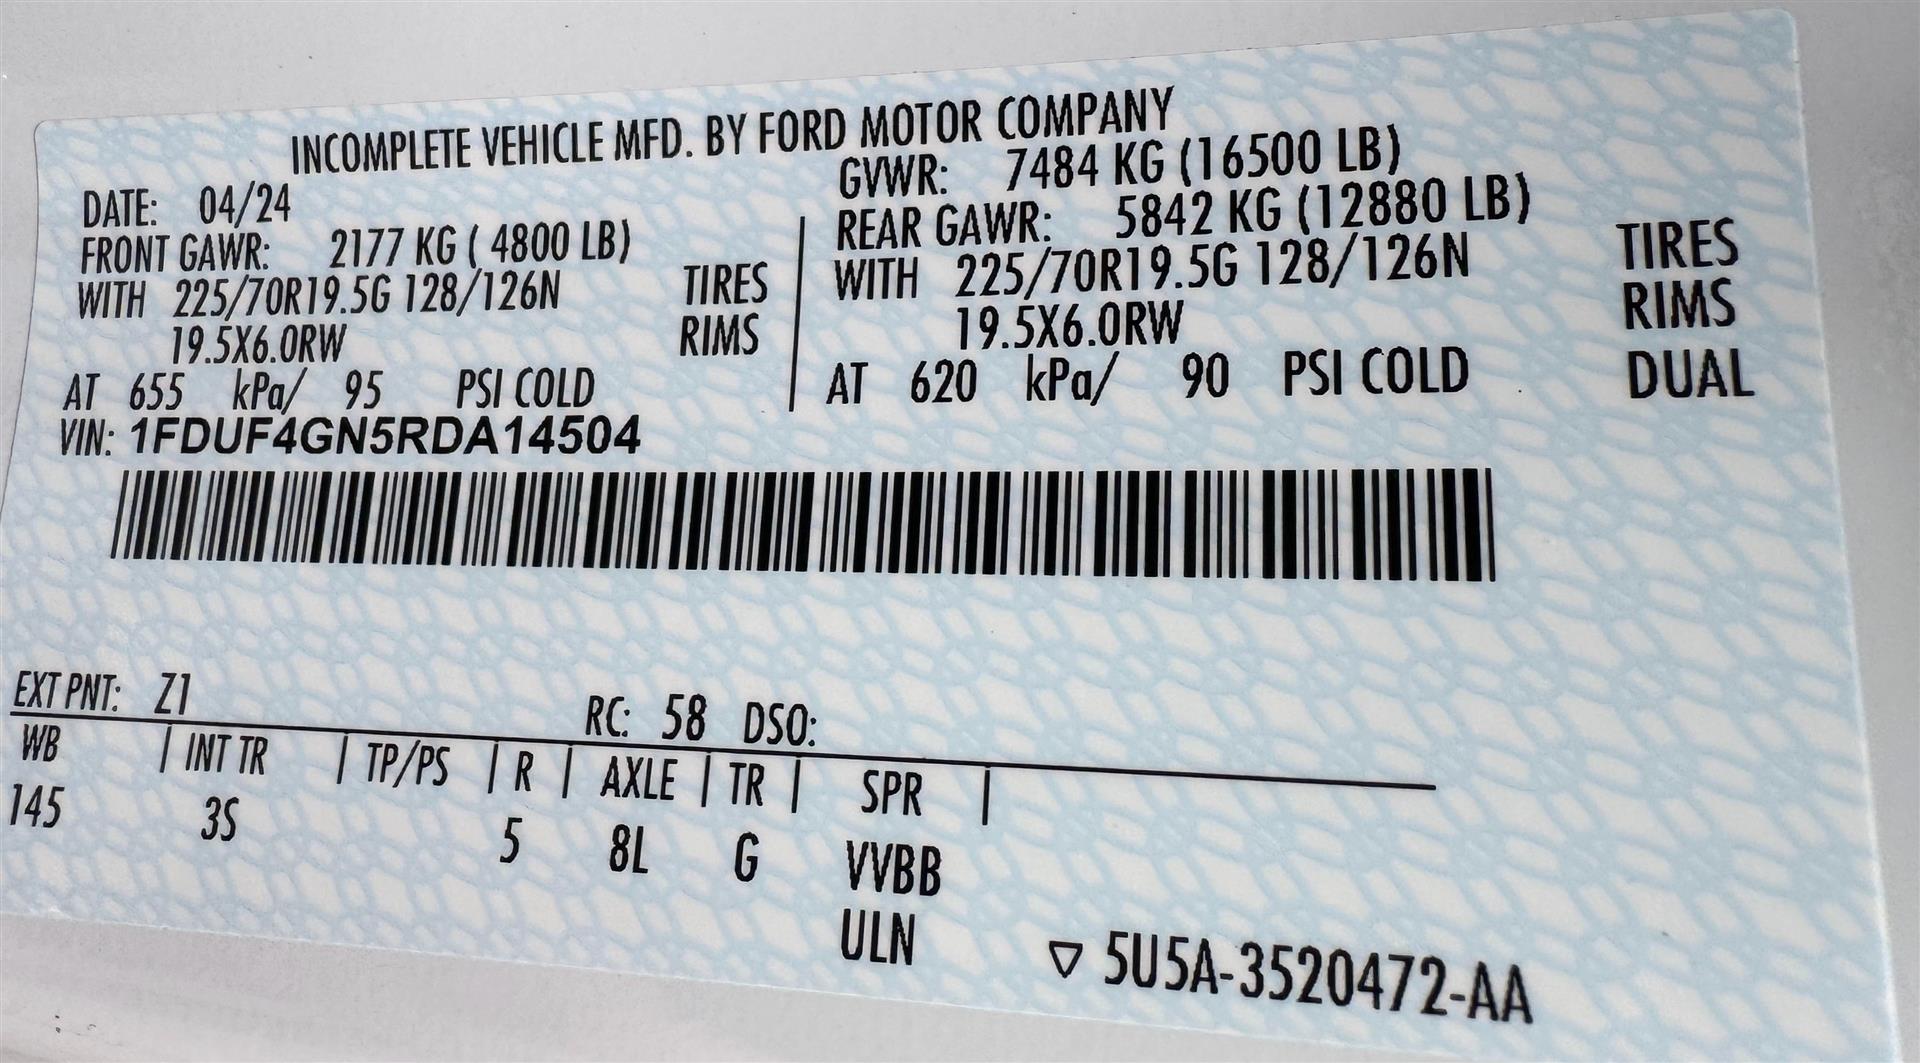 INCOMPLETE VEHICLE MFD. BY FORD MOTOR COMPANY
DATE: 04/24
GVWR: 7484 KG (16500 LB)
FRONT GAWR: 2177 KG ( 4800 LB)
REAR GAWR: 5842 KG (12880 LB)
WITH 225/70R19.5G 128/126N TIRES
WITH 225/70R19.5G 128/126N TIRES
19.5X6.0RW RIMS
19.5X6.0RW RIMS
AT 655 kPa/ 95 PSI COLD
AT 620 kPa/ 90 PSI COLD DUAL
VIN: 1FDUF4GN5RDA14504
EXT PNT: Z1 RC: 58 DSO:
WB | INT TR | TP/PS | R | AXLE | TR | SPR |
145 3S 5 8L G VVBB
ULN
▽ 5U5A-3520472-AA